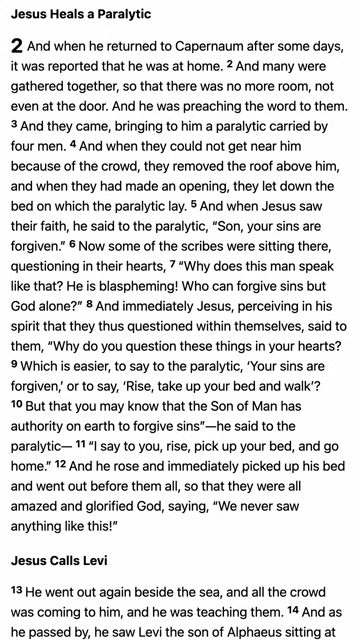 Jesus Heals a Paralytic
2 And when he returned to Capernaum after some days,
it was reported that he was at home. 2 And many were
gathered together, so that there was no more room, not
even at the door. And he was preaching the word to them.
3 And they came, bringing to him a paralytic carried by
four men. 4 And when they could not get near him
because of the crowd, they removed the roof above him,
and when they had made an opening, they let down the
bed on which the paralytic lay. 5 And when Jesus saw
their faith, he said to the paralytic, “Son, your sins are
forgiven.” 6 Now some of the scribes were sitting there,
questioning in their hearts, 7 “Why does this man speak
like that? He is blaspheming! Who can forgive sins but
God alone?” 8 And immediately Jesus, perceiving in his
spirit that they thus questioned within themselves, said to
them, “Why do you question these things in your hearts?
9 Which is easier, to say to the paralytic, ‘Your sins are
forgiven,’ or to say, ‘Rise, take up your bed and walk’?
10 But that you may know that the Son of Man has
authority on earth to forgive sins”—he said to the
paralytic— 11 “I say to you, rise, pick up your bed, and go
home.” 12 And he rose and immediately picked up his bed
and went out before them all, so that they were all
amazed and glorified God, saying, “We never saw
anything like this!”
Jesus Calls Levi
13 He went out again beside the sea, and all the crowd
was coming to him, and he was teaching them. 14 And as
he passed by, he saw Levi the son of Alphaeus sitting at